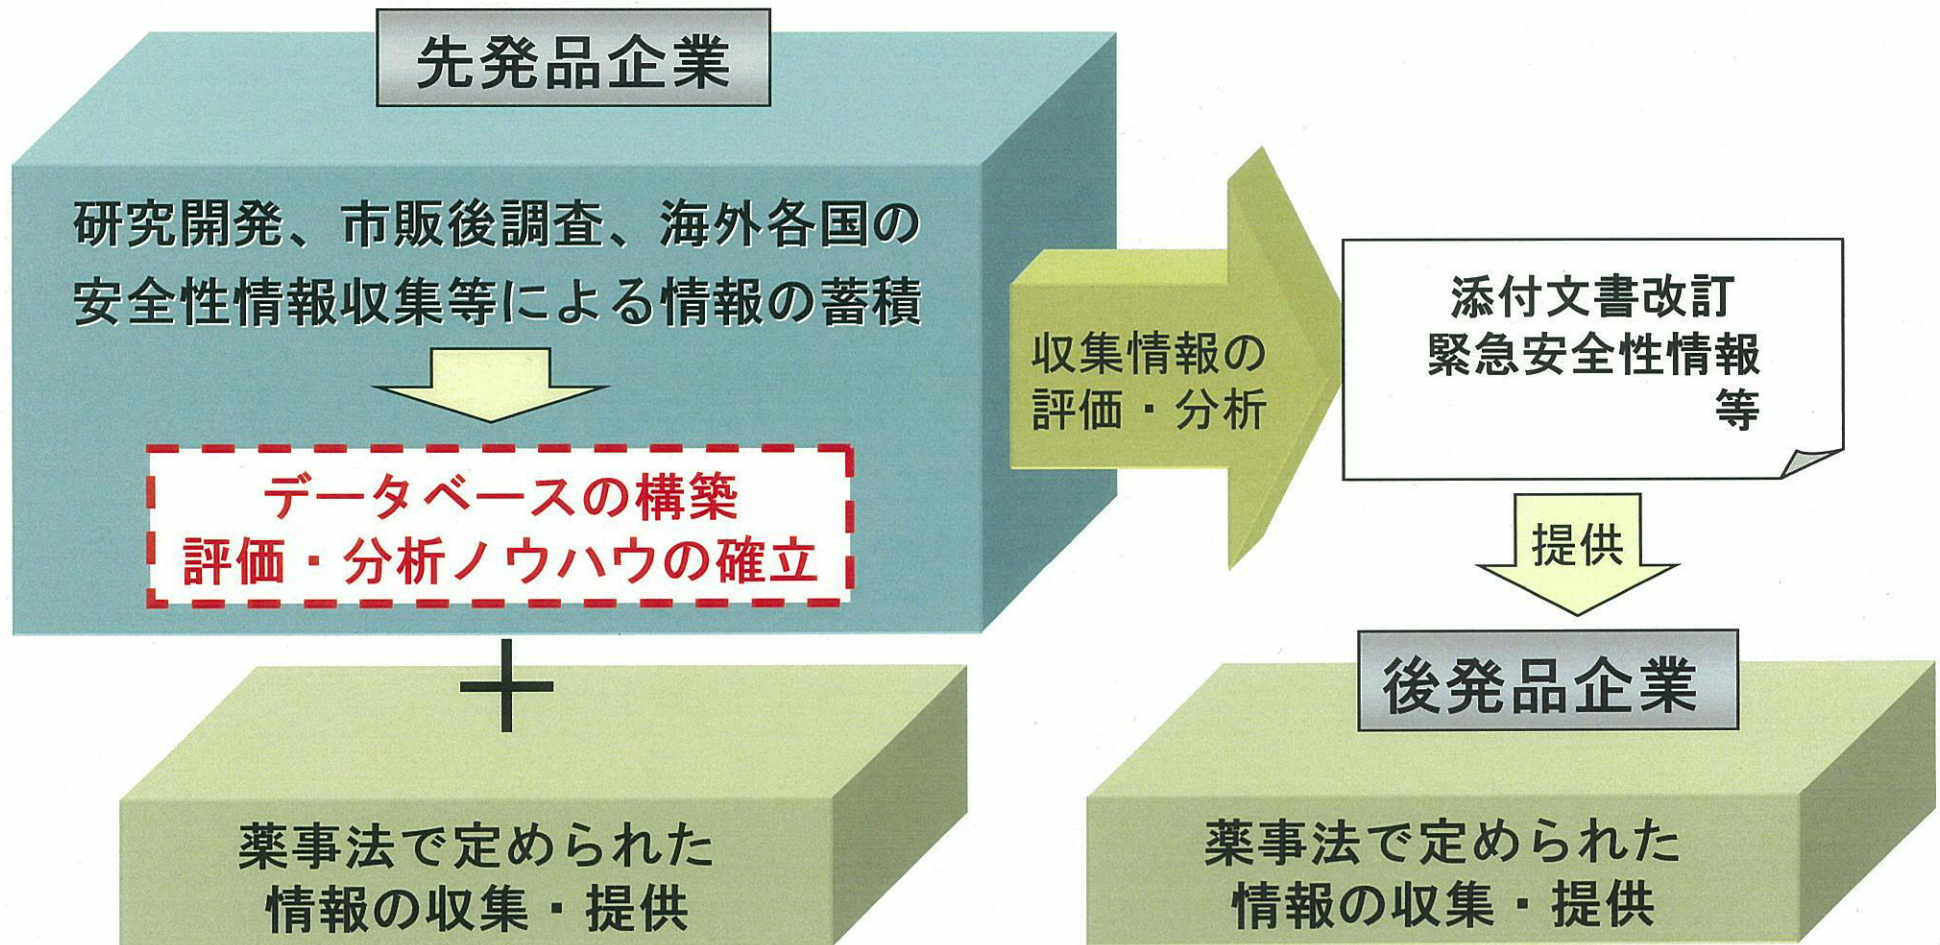 先発品企業
研究開発、市販後調査、海外各国の
安全性情報収集等による情報の蓄積
データベースの構築
評価・分析ノウハウの確立
薬事法で定められた
情報の収集・提供
収集情報の
評価・分析
添付文書改訂
緊急安全性情報
等
提供
後発品企業
薬事法で定められた
情報の収集・提供